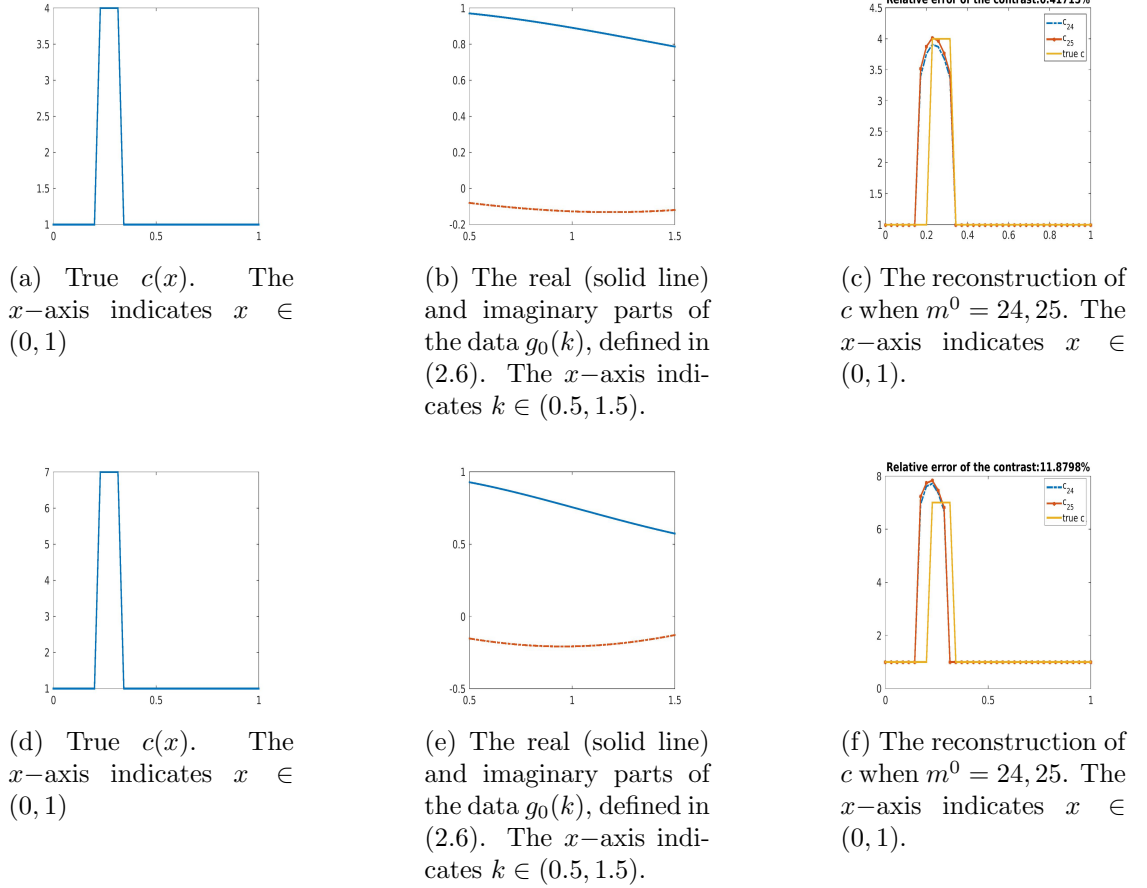 Relative error of the contrast:0.41713%
4
3.5
3
2.5
2
1.5
1
0
0.5
1
1
0.8
0.6
0.4
0.2
0
-0.2
0.5
1
1.5
4.5
4
3.5
3
2.5
2
1.5
1
0
0.2
0.4
0.6
0.8
1
c24
c25
true c
(a) True c(x). The
x−axis indicates x ∈
(0, 1)
(b) The real (solid line)
and imaginary parts of
the data g0(k), defined in
(2.6). The x−axis indi-
cates k ∈ (0.5, 1.5).
(c) The reconstruction of
c when m⁰ = 24, 25. The
x−axis indicates x ∈
(0, 1).
7
6
5
4
3
2
1
0
0.5
1
1
0.5
0
-0.5
0.5
1
1.5
Relative error of the contrast:11.8798%
8
6
4
2
0
0
0.5
1
c24
c25
true c
(d) True c(x). The
x−axis indicates x ∈
(0, 1)
(e) The real (solid line)
and imaginary parts of
the data g0(k), defined in
(2.6). The x−axis indi-
cates k ∈ (0.5, 1.5).
(f) The reconstruction of
c when m⁰ = 24, 25. The
x−axis indicates x ∈
(0, 1).